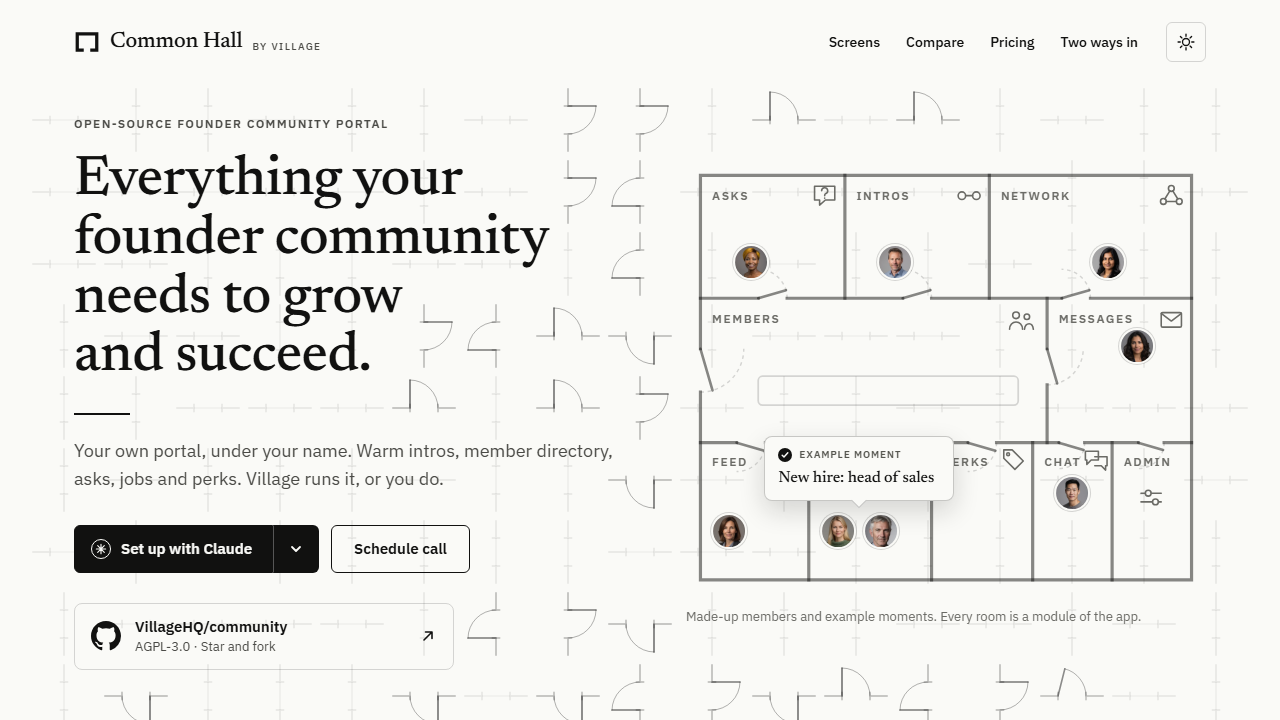 Common Hall BY VILLAGE
Screens
Compare
Pricing
Two ways in
OPEN-SOURCE FOUNDER COMMUNITY PORTAL
Everything your
founder community
needs to grow
and succeed.
Your own portal, under your name. Warm intros, member directory,
asks, jobs and perks. Village runs it, or you do.
Set up with Claude
Schedule call
VillageHQ/community
AGPL-3.0 · Star and fork
ASKS
INTROS
NETWORK
MEMBERS
MESSAGES
FEED
EXAMPLE MOMENT
New hire: head of sales
ERKS
CHAT
ADMIN
Made-up members and example moments. Every room is a module of the app.